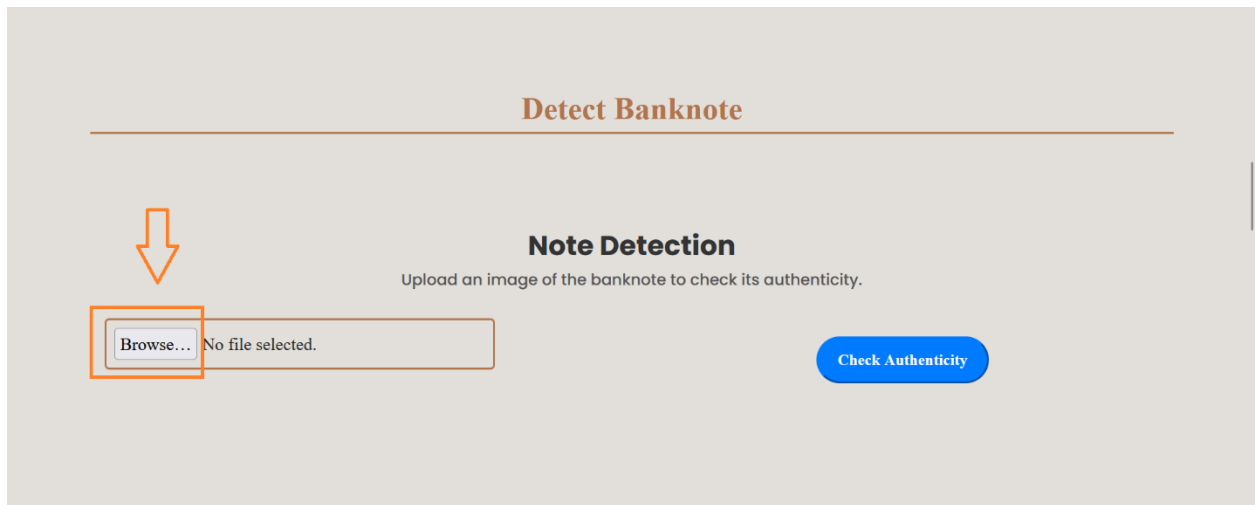 Detect Banknote
Note Detection
Upload an image of the banknote to check its authenticity.
Browse... No file selected.
Check Authenticity